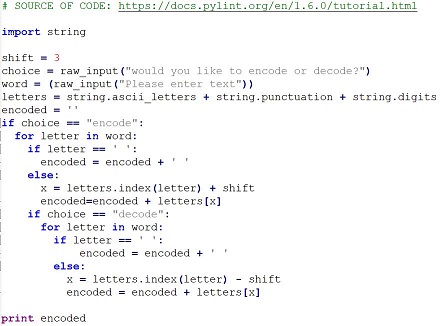 # SOURCE OF CODE: https://docs.pylint.org/en/1.6.0/tutorial.html
import string
shift = 3
choice = raw_input("would you like to encode or decode?")
word = (raw_input("Please enter text"))
letters = string.ascii_letters + string.punctuation + string.digits
encoded = ''
if choice == "encode":
  for letter in word:
    if letter == ' ':
      encoded = encoded + ' '
    else:
      x = letters.index(letter) + shift
      encoded=encoded + letters[x]
    if choice == "decode":
      for letter in word:
        if letter == ' ':
            encoded = encoded + ' '
        else:
          x = letters.index(letter) - shift
          encoded = encoded + letters[x]
print encoded